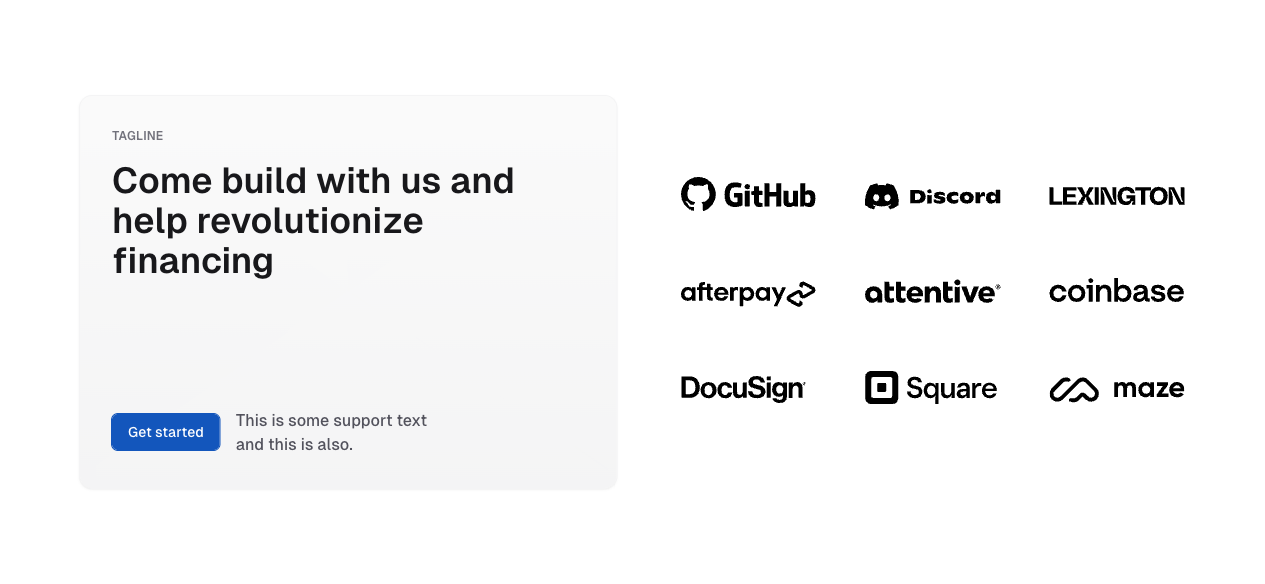 TAGLINE
Come build with us and
help revolutionize
financing
Get started
This is some support text
and this is also.
GitHub
Discord
LEXINGTON
afterpay
attentive®
coinbase
DocuSign
Square
maze